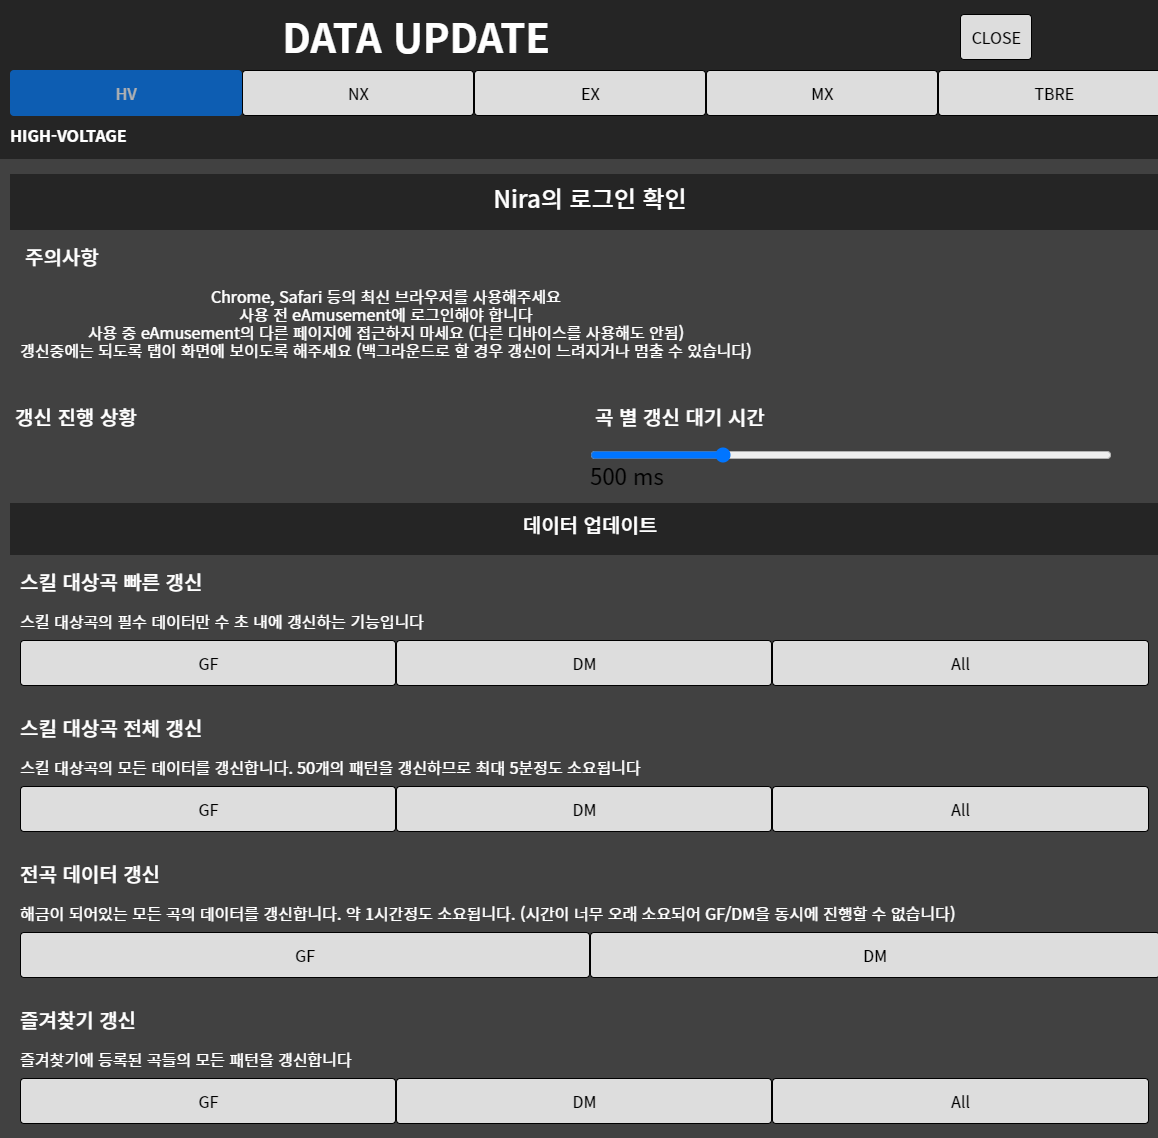 DATA UPDATE
CLOSE
HV
NX
EX
MX
TBRE
HIGH-VOLTAGE
Nira의 로그인 확인
주의사항
Chrome, Safari 등의 최신 브라우저를 사용해주세요
사용 전 eAmusement에 로그인해야 합니다
사용 중 eAmusement의 다른 페이지에 접근하지 마세요 (다른 디바이스를 사용해도 안됨)
갱신중에는 되도록 탭이 화면에 보이도록 해주세요 (백그라운드로 할 경우 갱신이 느려지거나 멈출 수 있습니다)
갱신 진행 상황
곡 별 갱신 대기 시간
500 ms
데이터 업데이트
스킬 대상곡 빠른 갱신
스킬 대상곡의 필수 데이터만 수 초 내에 갱신하는 기능입니다
GF
DM
All
스킬 대상곡 전체 갱신
스킬 대상곡의 모든 데이터를 갱신합니다. 50개의 패턴을 갱신하므로 최대 5분정도 소요됩니다
GF
DM
All
전곡 데이터 갱신
해금이 되어있는 모든 곡의 데이터를 갱신합니다. 약 1시간정도 소요됩니다. (시간이 너무 오래 소요되어 GF/DM을 동시에 진행할 수 없습니다)
GF
DM
즐겨찾기 갱신
즐겨찾기에 등록된 곡들의 모든 패턴을 갱신합니다
GF
DM
All